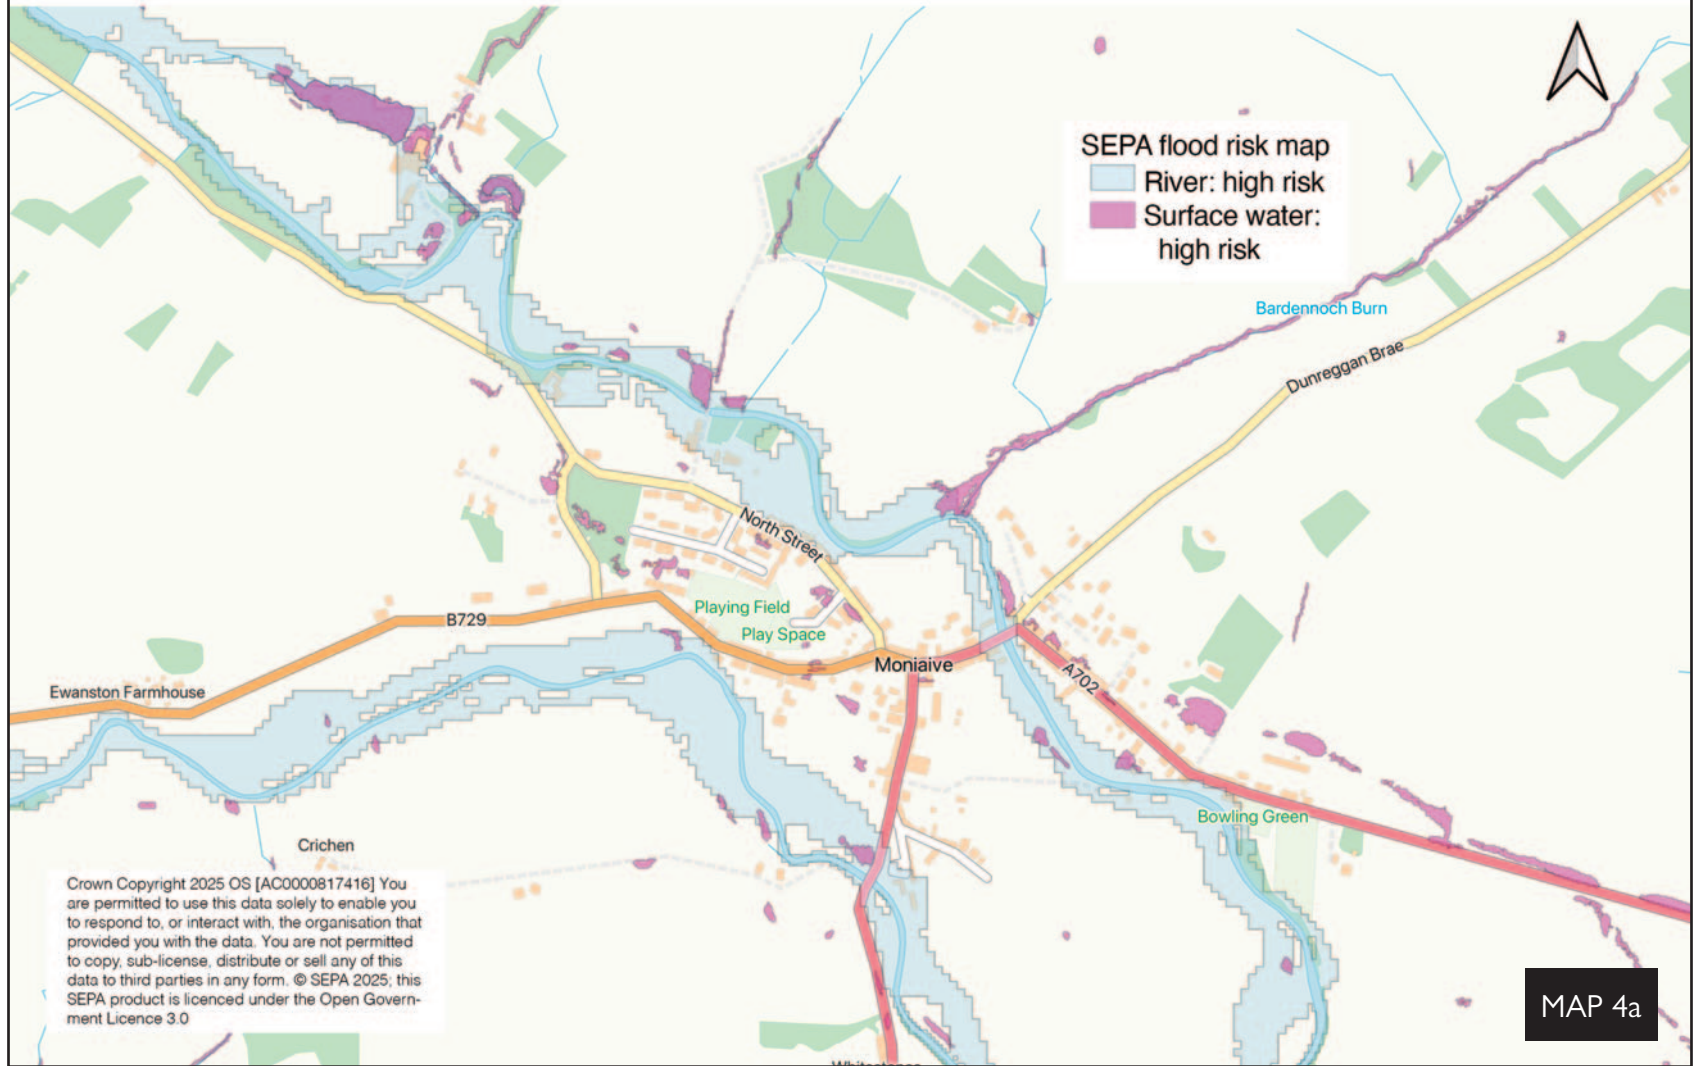 SEPA flood risk map
River: high risk
Surface water:
high risk
Bardennoch Burn
Dunreggan Brae
North Street
Playing Field
Play Space
B729
Moniaive
A702
Ewanston Farmhouse
Bowling Green
Crichen
Crown Copyright 2025 OS [AC0000817416] You
are permitted to use this data solely to enable you
to respond to, or interact with, the organisation that
provided you with the data. You are not permitted
to copy, sub-license, distribute or sell any of this
data to third parties in any form. © SEPA 2025; this
SEPA product is licenced under the Open Govern-
ment Licence 3.0
MAP 4a